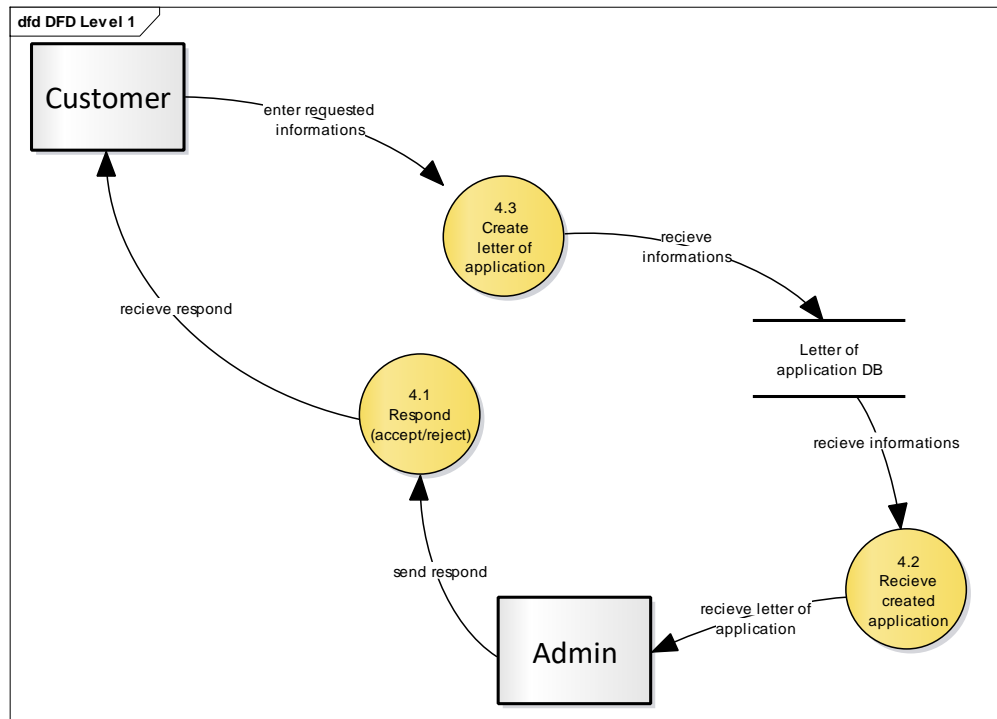 dfd DFD Level 1
Customer
enter requested
informations
4.3
Create
letter of
application
recieve
informations
recieve respond
Letter of
application DB
4.1
Respond
(accept/reject)
recieve informations
4.2
Recieve
created
application
send respond
recieve letter of
application
Admin